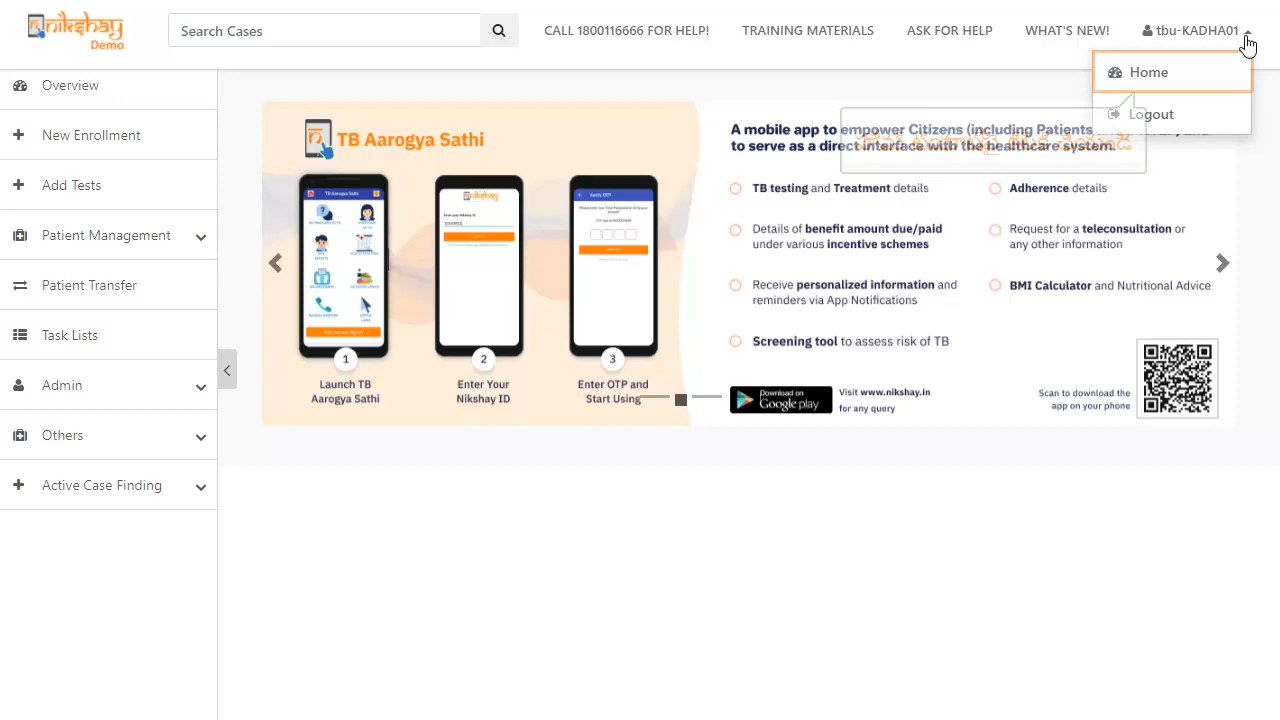 nikshay
Demo
Search Cases
CALL 1800116666 FOR HELP!
TRAINING MATERIALS
ASK FOR HELP
WHAT'S NEW!
tbu-KADHA01
Home
Logout
Overview
New Enrollment
Add Tests
Patient Management
Patient Transfer
Task Lists
Admin
Others
Active Case Finding
TB Aarogya Sathi
1
Launch TB
Aarogya Sathi
2
Enter Your
Nikshay ID
3
Enter OTP and
Start Using
A mobile app to empower Citizens (including Patients
to serve as a direct interface with the healthcare system.
TB testing and Treatment details
Details of benefit amount due/paid
under various incentive schemes
Receive personalized information and
reminders via App Notifications
Screening tool to assess risk of TB
Adherence details
Request for a teleconsultation or
any other information
BMI Calculator and Nutritional Advice
Download on
Google play
Visit www.nikshay.in
for any query
Scan to download the
app on your phone